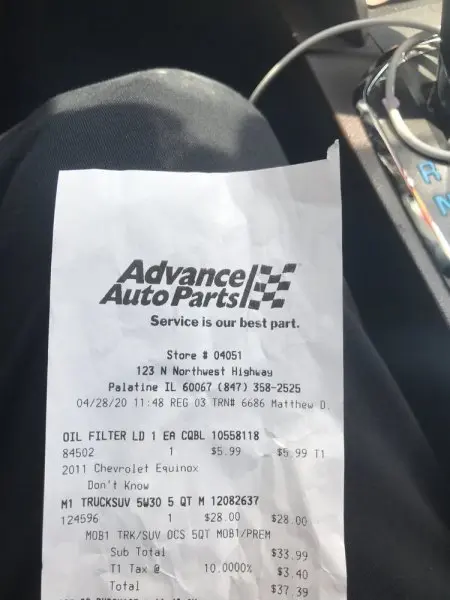 Advance
Auto Parts
Service is our best part.
Store # 04051
123 N Northwest Highway
Palatine IL 60067 (847) 358-2525
04/28/20 11:48 REG 03 TRN# 6686 Matthew D.
OIL FILTER LD 1 EA CQBL 10558118
84502 1 $5.99 $5.99 T1
2011 Chevrolet Equinox
Don't Know
M1 TRUCKSUV 5W30 5 QT M 12082637
124596 1 $28.00 $28.00
MOB1 TRK/SUV OCS 5QT MOB1/PREM
Sub Total $33.99
T1 Tax @ 10.0000% $3.40
Total $37.39
R
N